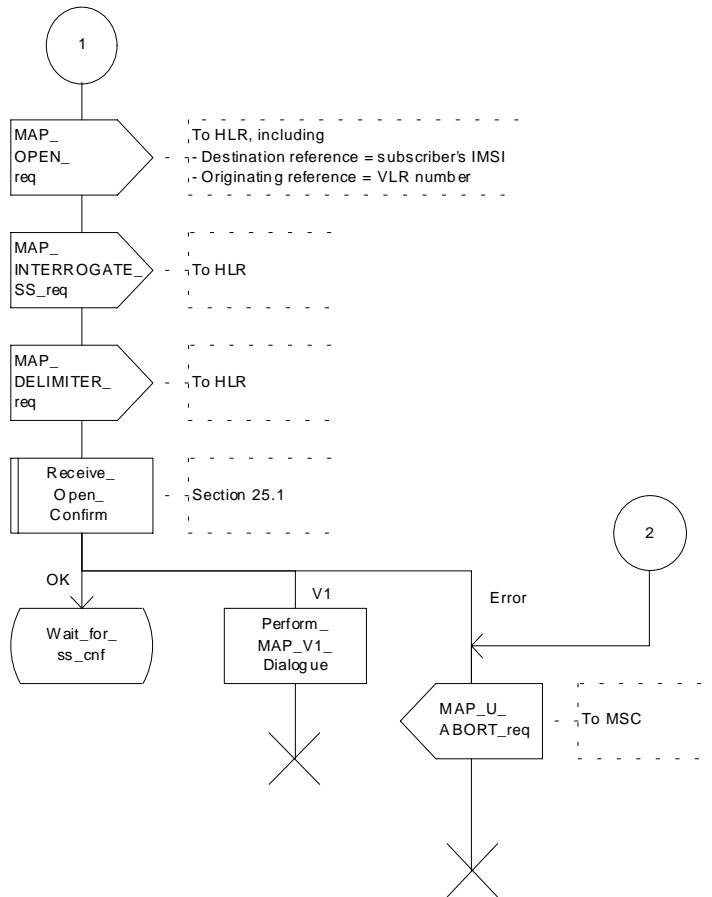 1
MAP_
OPEN_
req
To HLR, including
- Destination reference = subscriber's IMSI
- Originating reference = VLR number
MAP_
INTERROGATE_
SS_req
To HLR
MAP_
DELIMITER_
req
To HLR
Receive_
Open_
Confirm
Section 25.1
2
OK
V1
Error
Wait_for_
ss_cnf
Perform_
MAP_V1_
Dialogue
MAP_U_
ABORT_req
To MSC